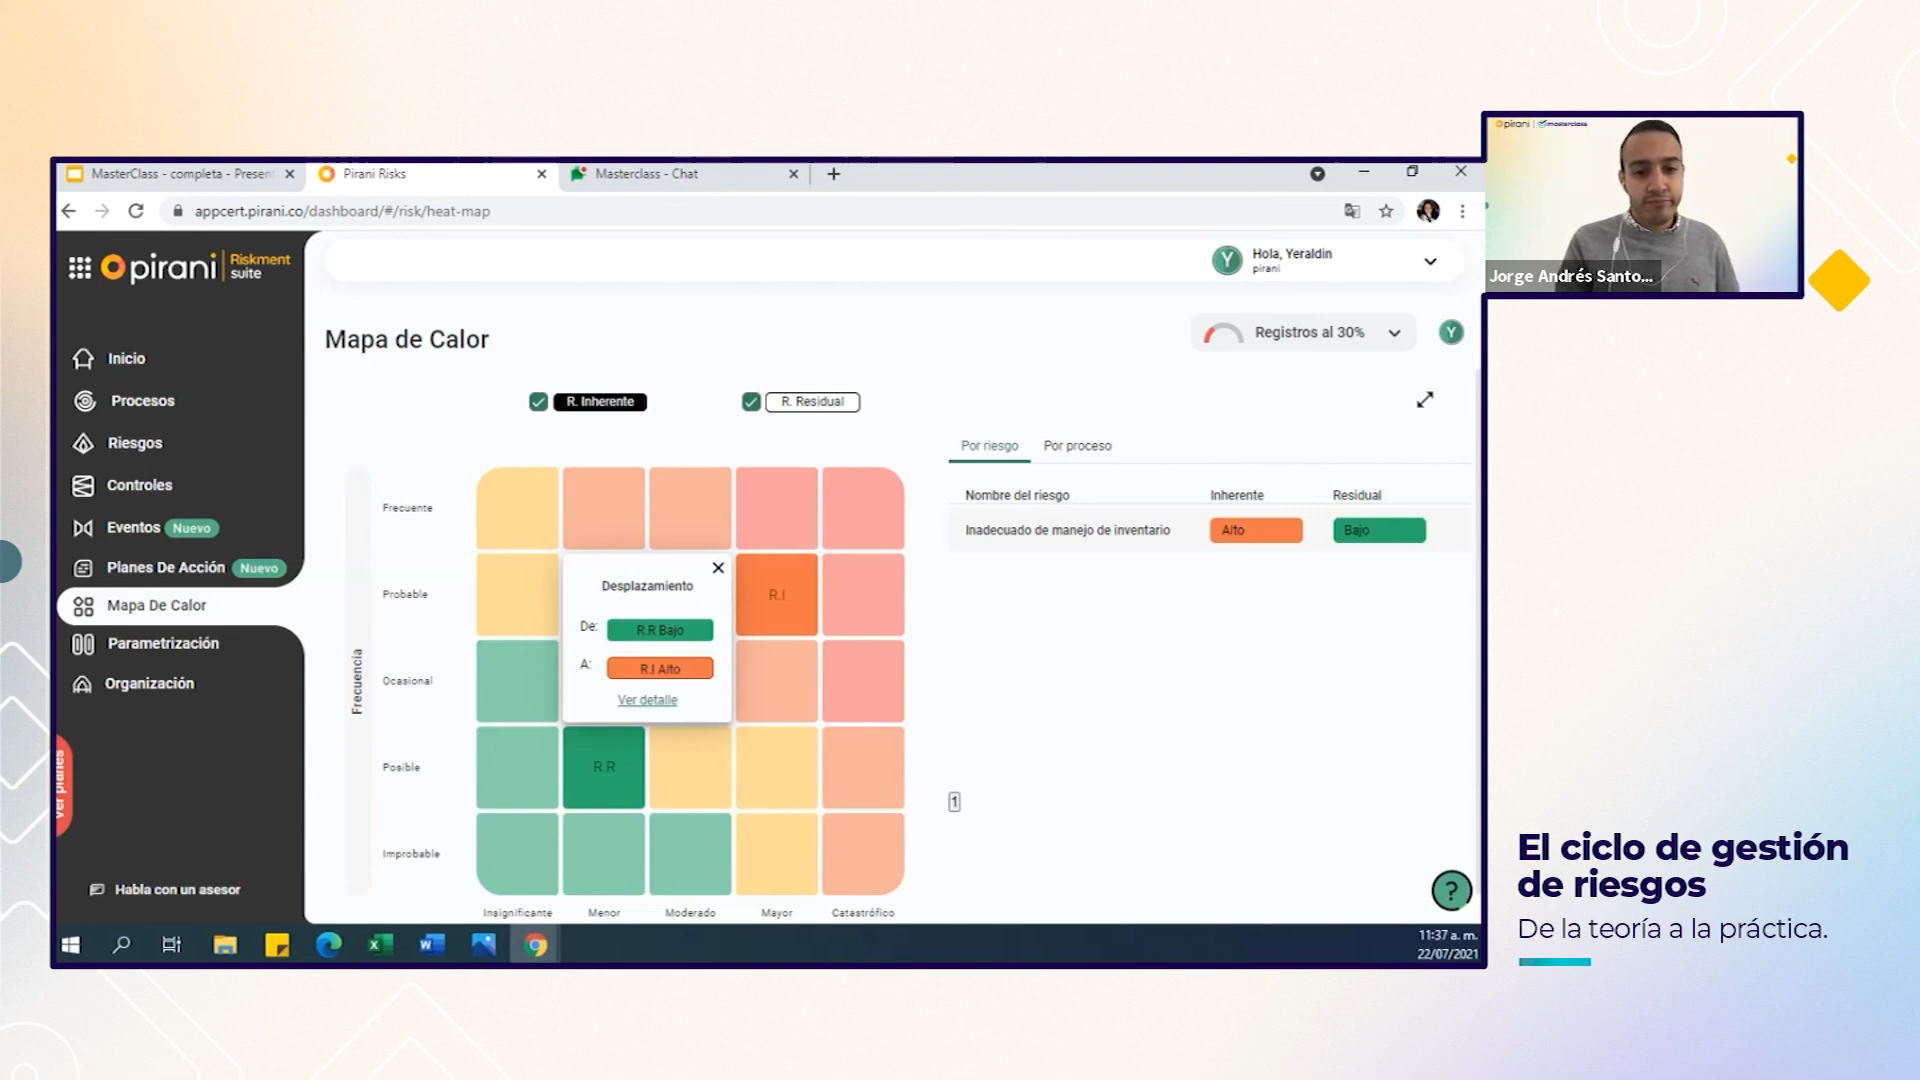 MasterClass - completa - Present
Pirani Risks
Masterclass - Chat
appcert.pirani.co/dashboard/#/risk/heat-map
pirani
Riskment
suite
Y
Hola, Yeraldin
pirani
Mapa de Calor
Registros al 30%
Y
Inicio
Procesos
Riesgos
Controles
Eventos Nuevo
Planes De Acción Nuevo
Mapa De Calor
Parametrización
Organización
Ver planes
Habla con un asesor
R. Inherente
R. Residual
Frecuencia
Frecuente
Probable
Ocasional
Posible
Improbable
Insignificante
Menor
Moderado
Mayor
Catastrófico
R.I
R.R
Desplazamiento
De: R.R Bajo
A: R.I Alto
Ver detalle
Por riesgo
Por proceso
Nombre del riesgo Inherente Residual
Inadecuado de manejo de inventario Alto Bajo
1
?
11:37 a. m.
22/07/2021
pirani | masterclass
Jorge Andrés Santo...
El ciclo de gestión
de riesgos
De la teoría a la práctica.